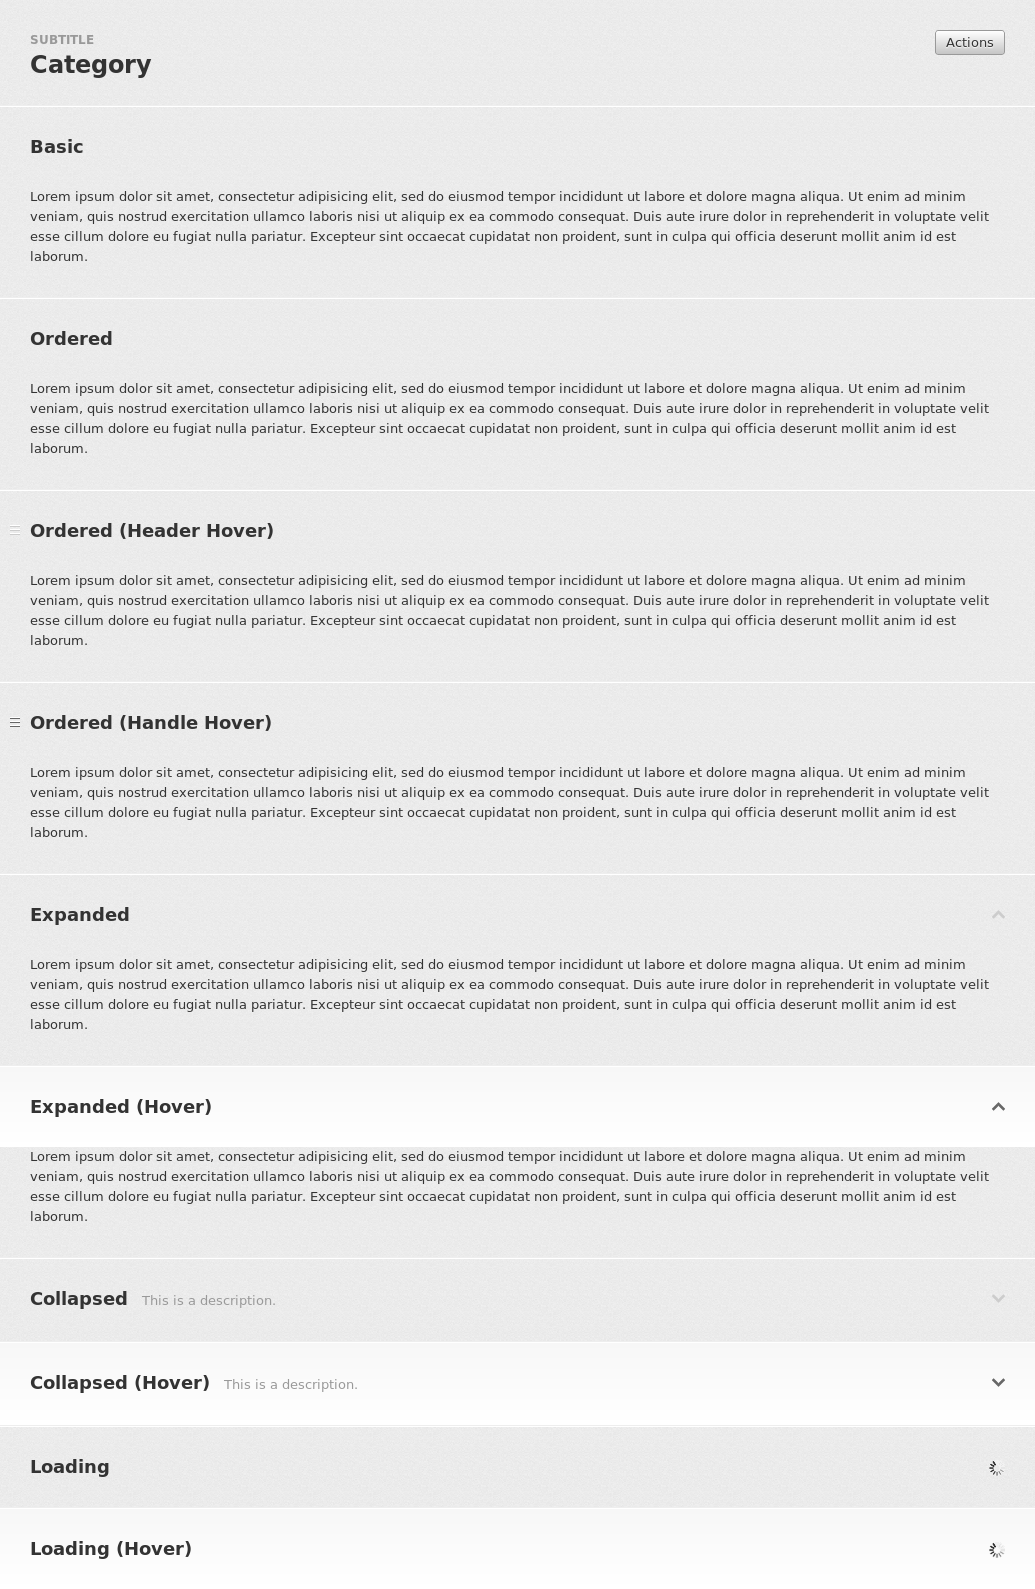 SUBTITLE
Category
Actions
Basic
Lorem ipsum dolor sit amet, consectetur adipisicing elit, sed do eiusmod tempor incididunt ut labore et dolore magna aliqua. Ut enim ad minim
veniam, quis nostrud exercitation ullamco laboris nisi ut aliquip ex ea commodo consequat. Duis aute irure dolor in reprehenderit in voluptate velit
esse cillum dolore eu fugiat nulla pariatur. Excepteur sint occaecat cupidatat non proident, sunt in culpa qui officia deserunt mollit anim id est
laborum.
Ordered
Lorem ipsum dolor sit amet, consectetur adipisicing elit, sed do eiusmod tempor incididunt ut labore et dolore magna aliqua. Ut enim ad minim
veniam, quis nostrud exercitation ullamco laboris nisi ut aliquip ex ea commodo consequat. Duis aute irure dolor in reprehenderit in voluptate velit
esse cillum dolore eu fugiat nulla pariatur. Excepteur sint occaecat cupidatat non proident, sunt in culpa qui officia deserunt mollit anim id est
laborum.
Ordered (Header Hover)
Lorem ipsum dolor sit amet, consectetur adipisicing elit, sed do eiusmod tempor incididunt ut labore et dolore magna aliqua. Ut enim ad minim
veniam, quis nostrud exercitation ullamco laboris nisi ut aliquip ex ea commodo consequat. Duis aute irure dolor in reprehenderit in voluptate velit
esse cillum dolore eu fugiat nulla pariatur. Excepteur sint occaecat cupidatat non proident, sunt in culpa qui officia deserunt mollit anim id est
laborum.
Ordered (Handle Hover)
Lorem ipsum dolor sit amet, consectetur adipisicing elit, sed do eiusmod tempor incididunt ut labore et dolore magna aliqua. Ut enim ad minim
veniam, quis nostrud exercitation ullamco laboris nisi ut aliquip ex ea commodo consequat. Duis aute irure dolor in reprehenderit in voluptate velit
esse cillum dolore eu fugiat nulla pariatur. Excepteur sint occaecat cupidatat non proident, sunt in culpa qui officia deserunt mollit anim id est
laborum.
Expanded
Lorem ipsum dolor sit amet, consectetur adipisicing elit, sed do eiusmod tempor incididunt ut labore et dolore magna aliqua. Ut enim ad minim
veniam, quis nostrud exercitation ullamco laboris nisi ut aliquip ex ea commodo consequat. Duis aute irure dolor in reprehenderit in voluptate velit
esse cillum dolore eu fugiat nulla pariatur. Excepteur sint occaecat cupidatat non proident, sunt in culpa qui officia deserunt mollit anim id est
laborum.
Expanded (Hover)
Lorem ipsum dolor sit amet, consectetur adipisicing elit, sed do eiusmod tempor incididunt ut labore et dolore magna aliqua. Ut enim ad minim
veniam, quis nostrud exercitation ullamco laboris nisi ut aliquip ex ea commodo consequat. Duis aute irure dolor in reprehenderit in voluptate velit
esse cillum dolore eu fugiat nulla pariatur. Excepteur sint occaecat cupidatat non proident, sunt in culpa qui officia deserunt mollit anim id est
laborum.
Collapsed This is a description.
Collapsed (Hover) This is a description.
Loading
Loading (Hover)